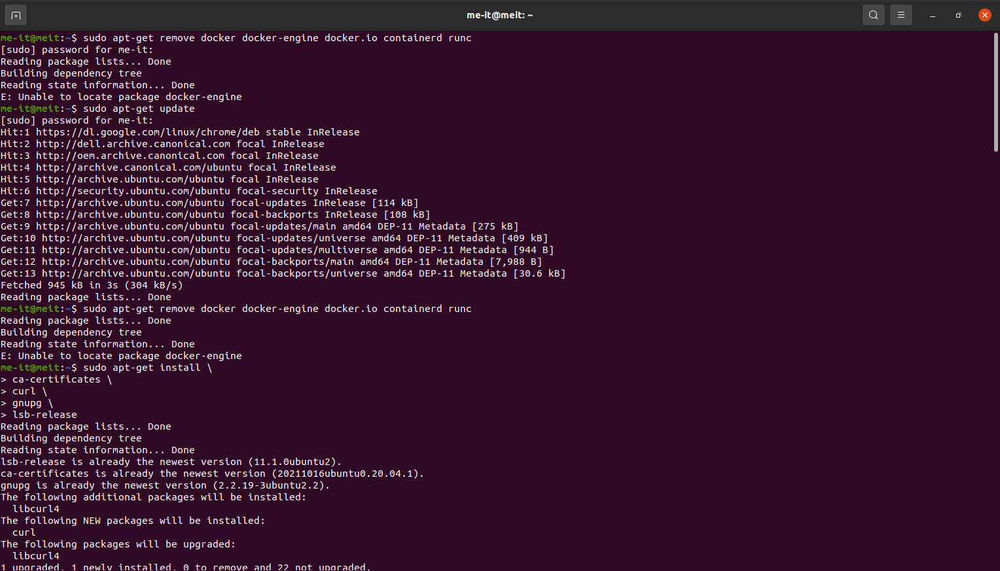 me-it@meit: ~
me-it@meit:~$ sudo apt-get remove docker docker-engine docker.io containerd runc
[sudo] password for me-it:
Reading package lists... Done
Building dependency tree
Reading state information... Done
E: Unable to locate package docker-engine
me-it@meit:~$ sudo apt-get update
[sudo] password for me-it:
Hit:1 https://dl.google.com/linux/chrome/deb stable InRelease
Hit:2 http://dell.archive.canonical.com focal InRelease
Hit:3 http://oem.archive.canonical.com focal InRelease
Hit:4 http://archive.canonical.com/ubuntu focal InRelease
Hit:5 http://archive.ubuntu.com/ubuntu focal InRelease
Hit:6 http://security.ubuntu.com/ubuntu focal-security InRelease
Get:7 http://archive.ubuntu.com/ubuntu focal-updates InRelease [114 kB]
Get:8 http://archive.ubuntu.com/ubuntu focal-backports InRelease [108 kB]
Get:9 http://archive.ubuntu.com/ubuntu focal-updates/main amd64 DEP-11 Metadata [275 kB]
Get:10 http://archive.ubuntu.com/ubuntu focal-updates/universe amd64 DEP-11 Metadata [409 kB]
Get:11 http://archive.ubuntu.com/ubuntu focal-updates/multiverse amd64 DEP-11 Metadata [944 B]
Get:12 http://archive.ubuntu.com/ubuntu focal-backports/main amd64 DEP-11 Metadata [7,988 B]
Get:13 http://archive.ubuntu.com/ubuntu focal-backports/universe amd64 DEP-11 Metadata [30.6 kB]
Fetched 945 kB in 3s (304 kB/s)
Reading package lists... Done
me-it@meit:~$ sudo apt-get remove docker docker-engine docker.io containerd runc
Reading package lists... Done
Building dependency tree
Reading state information... Done
E: Unable to locate package docker-engine
me-it@meit:~$ sudo apt-get install \
> ca-certificates \
> curl \
> gnupg \
> lsb-release
Reading package lists... Done
Building dependency tree
Reading state information... Done
lsb-release is already the newest version (11.1.0ubuntu2).
ca-certificates is already the newest version (20211016ubuntu0.20.04.1).
gnupg is already the newest version (2.2.19-3ubuntu2.2).
The following additional packages will be installed:
  libcurl4
The following NEW packages will be installed:
  curl
The following packages will be upgraded:
  libcurl4
1 upgraded, 1 newly installed, 0 to remove and 22 not upgraded.